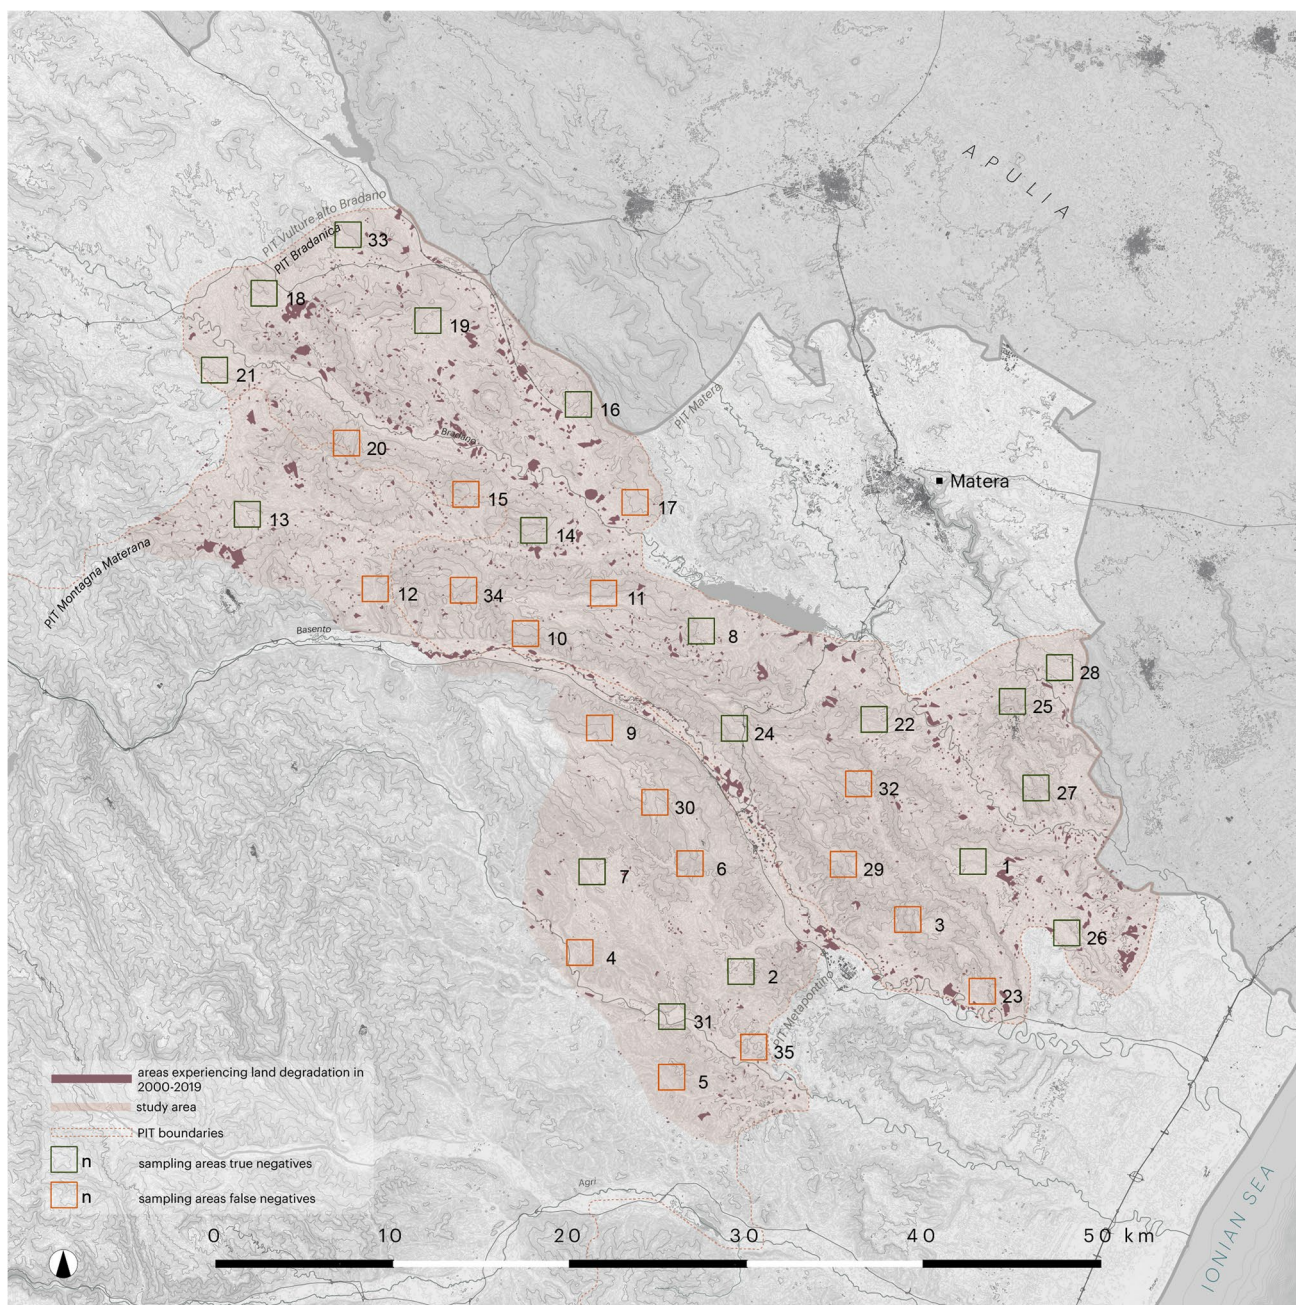 APULIA
PIT Vulture alto Bradano
PIT Bradanica
33
18
19
21
16
PIT Matera
20
Bradano
Matera
15
17
13
14
PIT Montagna Materana
12
34
11
Basento
10
8
28
25
9
24
22
32
27
30
6
29
1
7
3
26
4
2
23
31
PIT Metapontino
35
5
areas experiencing land degradation in
2000-2019
study area
PIT boundaries
n sampling areas true negatives
n sampling areas false negatives
Agri
0 10 20 30 40 50 km
IONIAN SEA